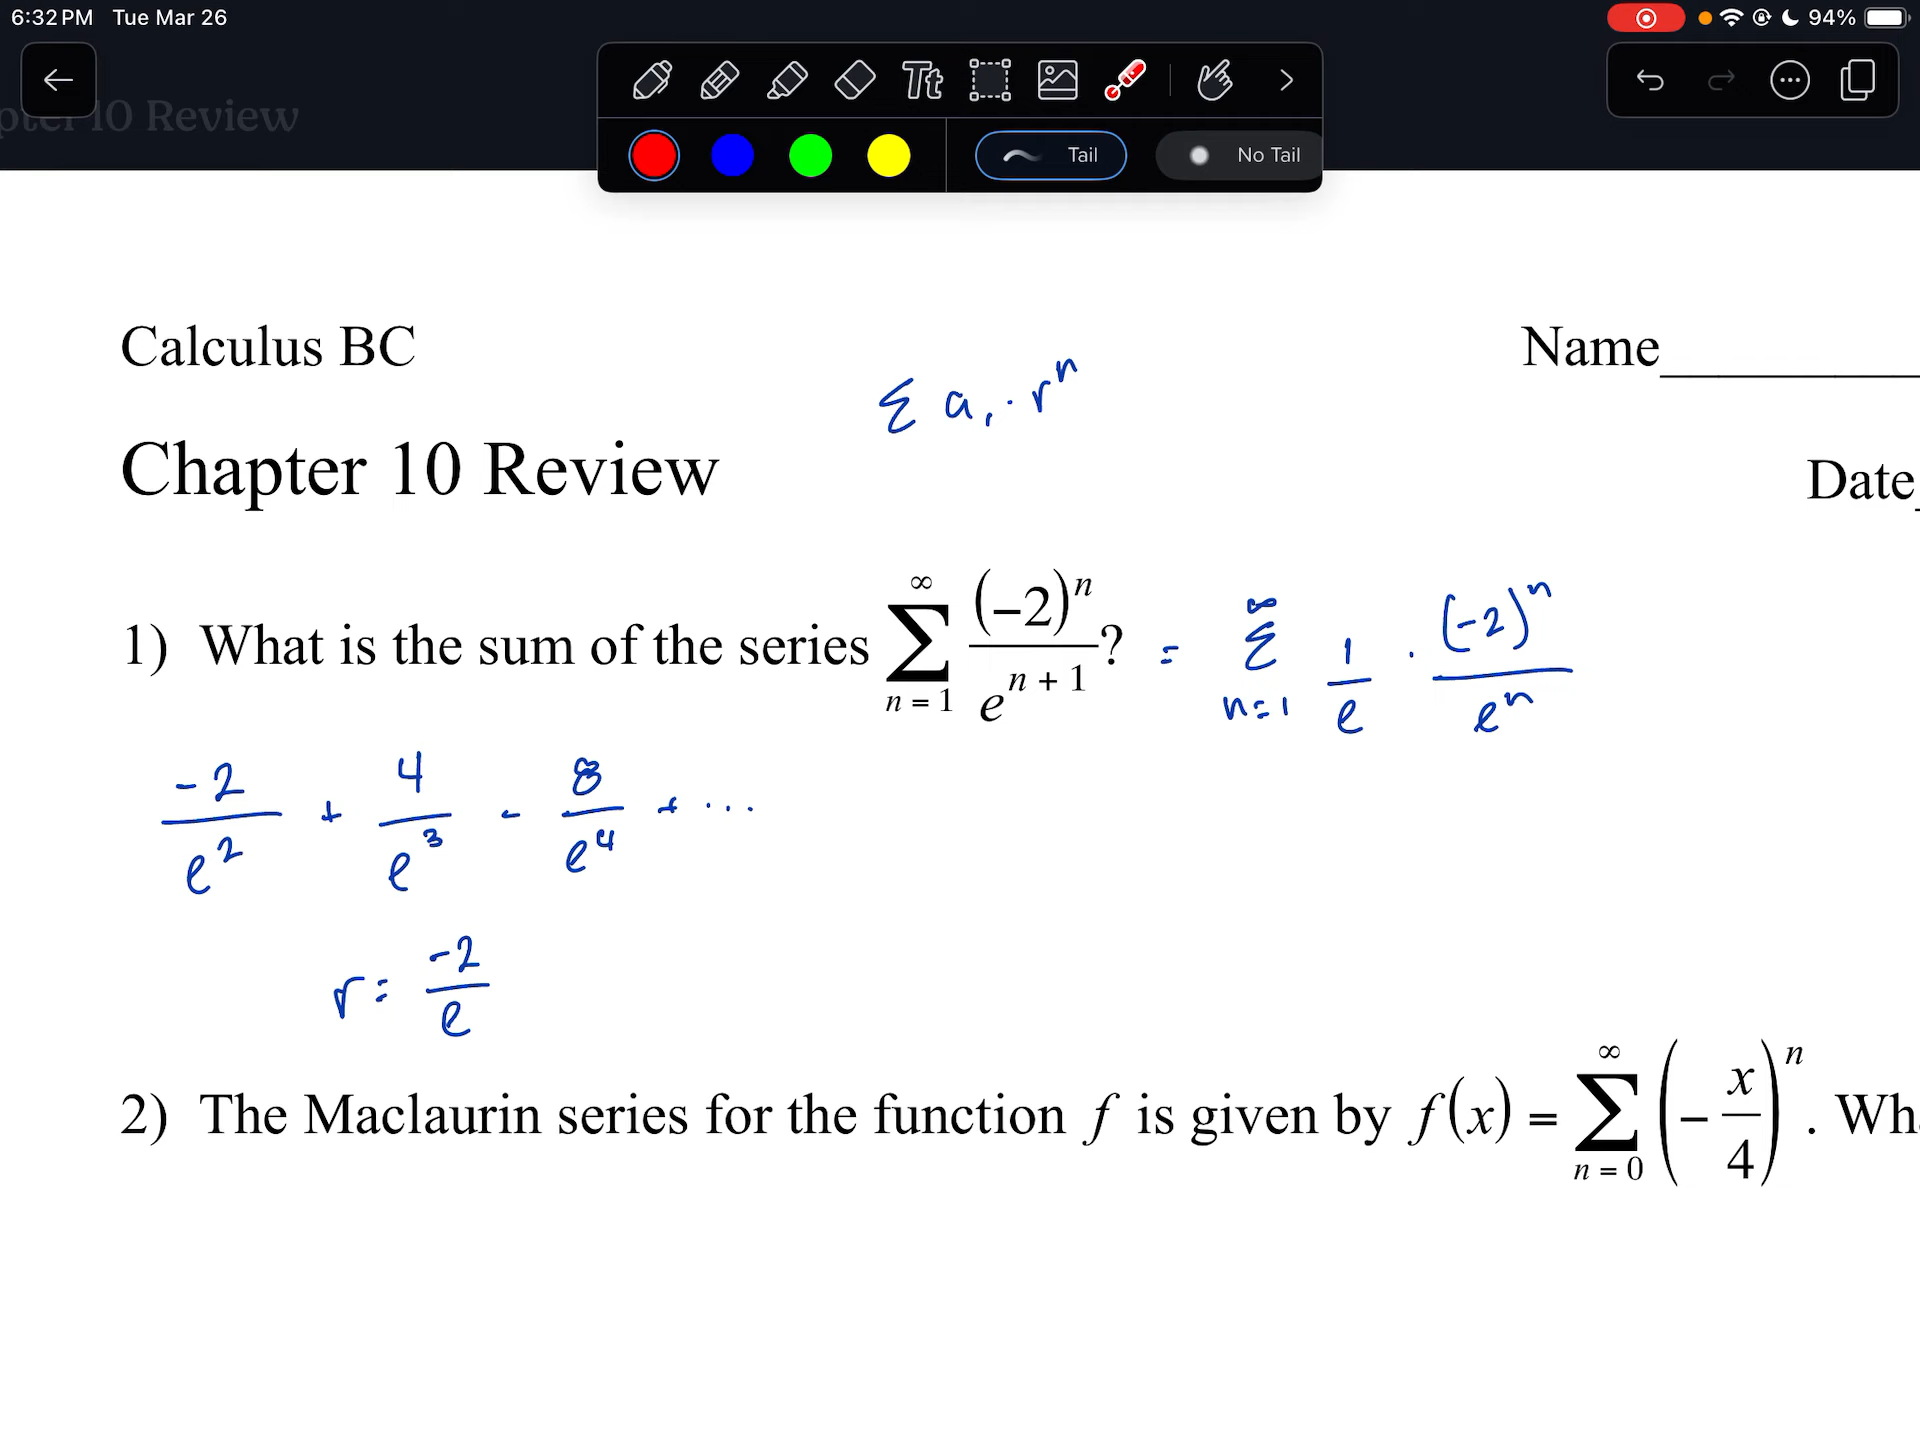 6:32 PM Tue Mar 26
94%
Chapter 10 Review
Tt
Tail
No Tail
Calculus BC
Name
Σ a₁ · rⁿ
Chapter 10 Review
Date
1) What is the sum of the series ∑_{n = 1}^{∞} (−2)ⁿ / e^{n + 1}? = Σ_{n=1}^{∞} 1/e · (-2)ⁿ / eⁿ
-2/e² + 4/e³ - 8/e⁴ + ...
r = -2/e
2) The Maclaurin series for the function f is given by f(x) = ∑_{n = 0}^{∞} (− x/4)ⁿ. Wh